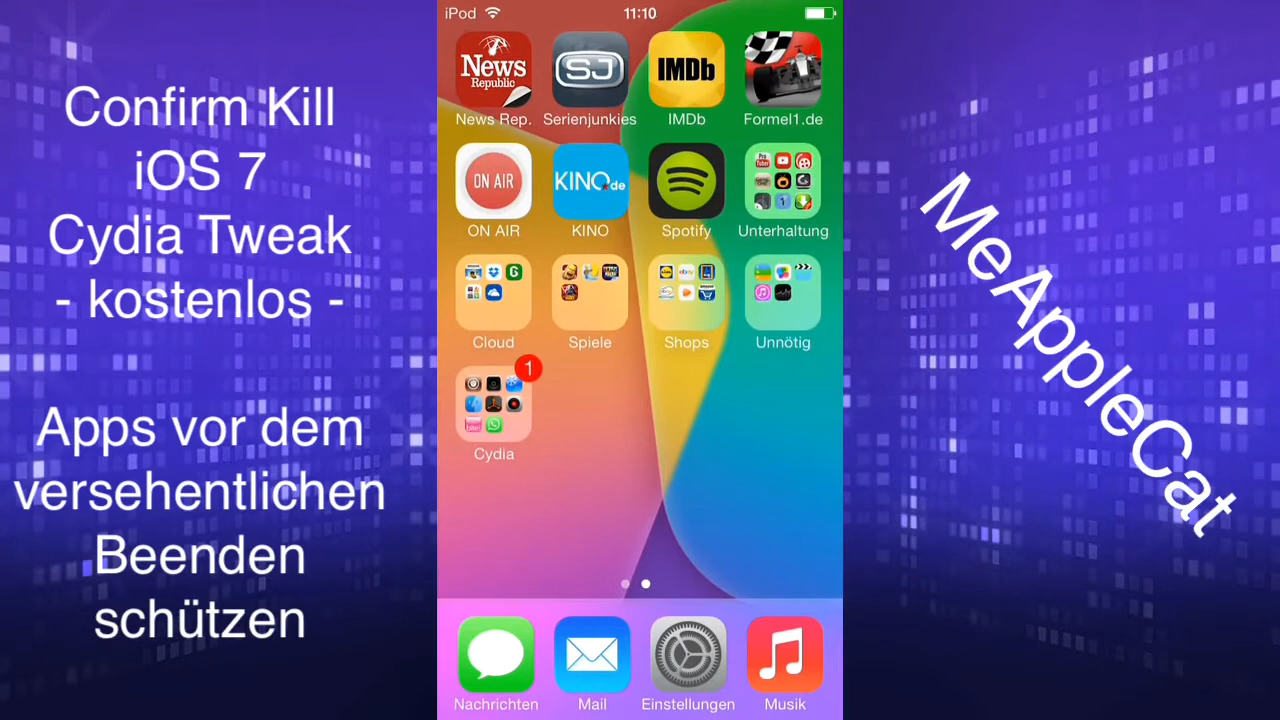 Confirm Kill
iOS 7
Cydia Tweak
- kostenlos -
Apps vor dem
versehentlichen
Beenden
schützen
iPod
11:10
News
Republic
SJ
IMDb
News Rep.
Serienjunkies
IMDb
Formel1.de
ON AIR
KINO.de
ON AIR
KINO
Spotify
Unterhaltung
Cloud
Spiele
Shops
Unnötig
1
Cydia
Nachrichten
Mail
Einstellungen
Musik
MeAppleCat